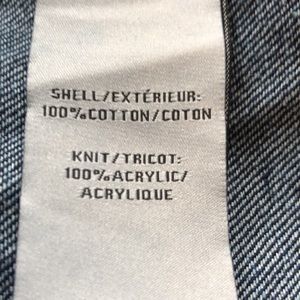 SHELL/EXTÉRIEUR:
100%COTTON/COTON
KNIT/TRICOT:
100%ACRYLIC/
ACRYLIQUE